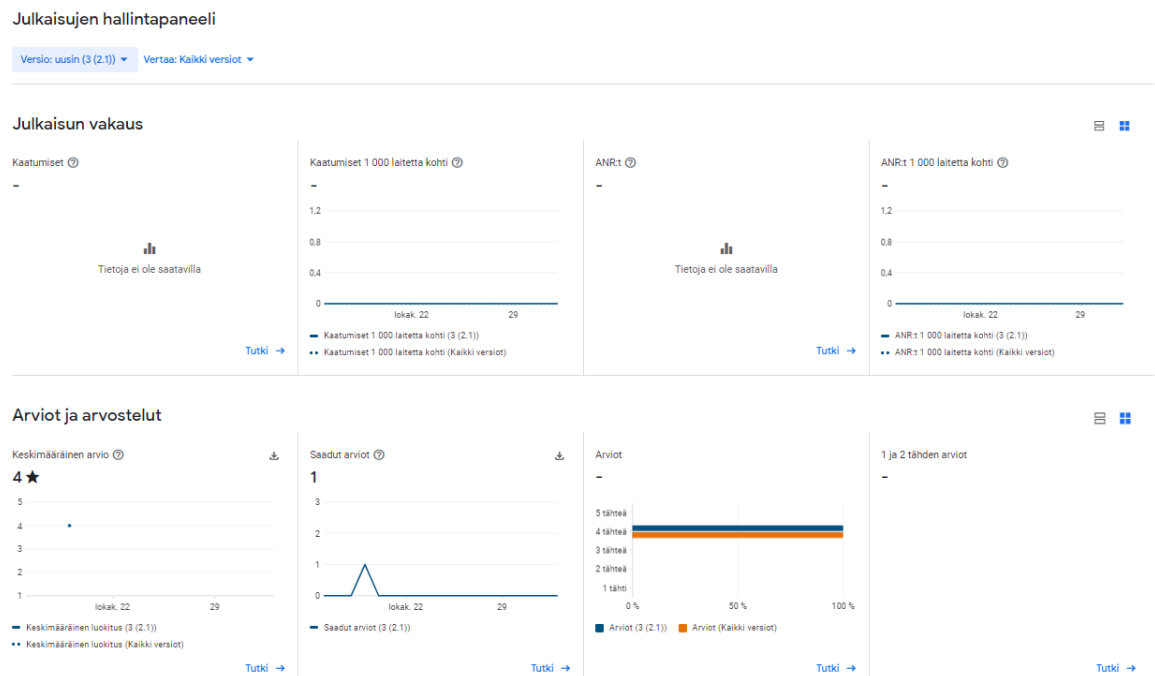 Julkaisujen hallintapaneeli
Versio: uusin (3 (2.1)) Vertaa: Kaikki versiot
Julkaisun vakaus
Kaatumiset
-
Tietoja ei ole saatavilla
Tutki
Kaatumiset 1 000 laitetta kohti
-
1,2
0,8
0,4
0
lokak. 22 29
Kaatumiset 1 000 laitetta kohti (3 (2.1))
Kaatumiset 1 000 laitetta kohti (Kaikki versiot)
ANR:t
-
Tietoja ei ole saatavilla
Tutki
ANR:t 1 000 laitetta kohti
-
1,2
0,8
0,4
0
lokak. 22 29
ANR:t 1 000 laitetta kohti (3 (2.1))
ANR:t 1 000 laitetta kohti (Kaikki versiot)
Arviot ja arvostelut
Keskimääräinen arvio
4 ★
5
4
3
2
1
lokak. 22 29
Keskimääräinen luokitus (3 (2.1))
Keskimääräinen luokitus (Kaikki versiot)
Tutki
Saadut arviot
1
3
2
1
0
lokak. 22 29
Saadut arviot (3 (2.1))
Tutki
Arviot
-
5 tähteä
4 tähteä
3 tähteä
2 tähteä
1 tähti
0 % 50 % 100 %
Arviot (3 (2.1)) Arviot (Kaikki versiot)
Tutki
1 ja 2 tähden arviot
-
Tutki